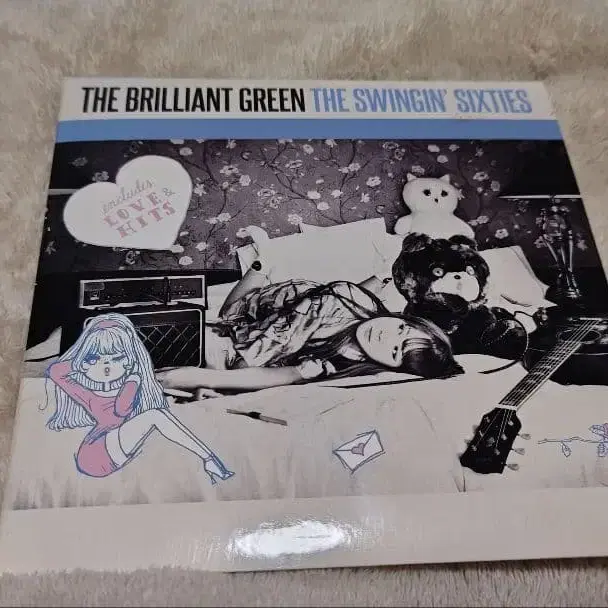 THE BRILLIANT GREEN THE SWINGIN' SIXTIES
includes
LOVE &
HITS